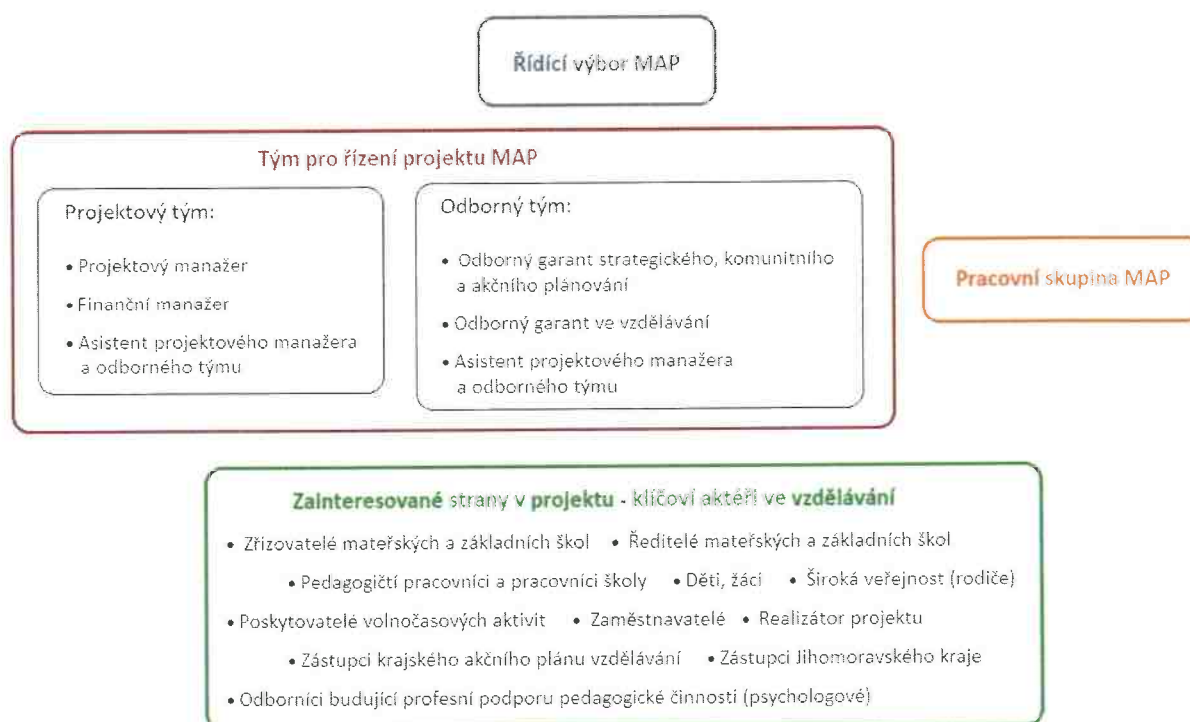 Řídící výbor MAP
Tým pro řízení projektu MAP
Projektový tým:
• Projektový manažer
• Finanční manažer
• Asistent projektového manažera
a odborného týmu
Odborný tým:
• Odborný garant strategického, komunitního
a akčního plánování
• Odborný garant ve vzdělávání
• Asistent projektového manažera
a odborného týmu
Pracovní skupina MAP
Zainteresované strany v projektu - klíčoví aktéři ve vzdělávání
• Zřizovatelé mateřských a základních škol • Ředitelé mateřských a základních škol
• Pedagogičtí pracovníci a pracovníci školy • Děti, žáci • Široká veřejnost (rodiče)
• Poskytovatelé volnočasových aktivit • Zaměstnavatelé • Realizátor projektu
• Zástupci krajského akčního plánu vzdělávání • Zástupci Jihomoravského kraje
• Odborníci budující profesní podporu pedagogické činnosti (psychologové)